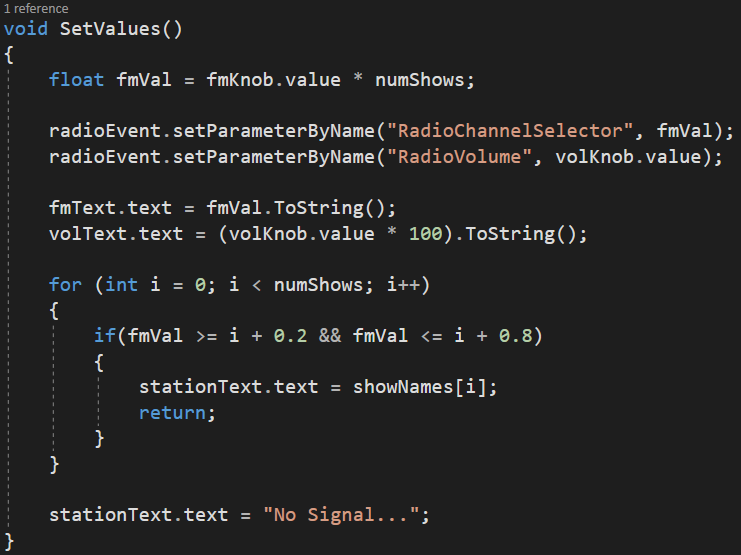 1 reference
void SetValues()
{
float fmVal = fmKnob.value * numShows;
radioEvent.setParameterByName("RadioChannelSelector", fmVal);
radioEvent.setParameterByName("RadioVolume", volKnob.value);
fmText.text = fmVal.ToString();
volText.text = (volKnob.value * 100).ToString();
for (int i = 0; i < numShows; i++)
{
if(fmVal >= i + 0.2 && fmVal <= i + 0.8)
{
stationText.text = showNames[i];
return;
}
}
stationText.text = "No Signal...";
}